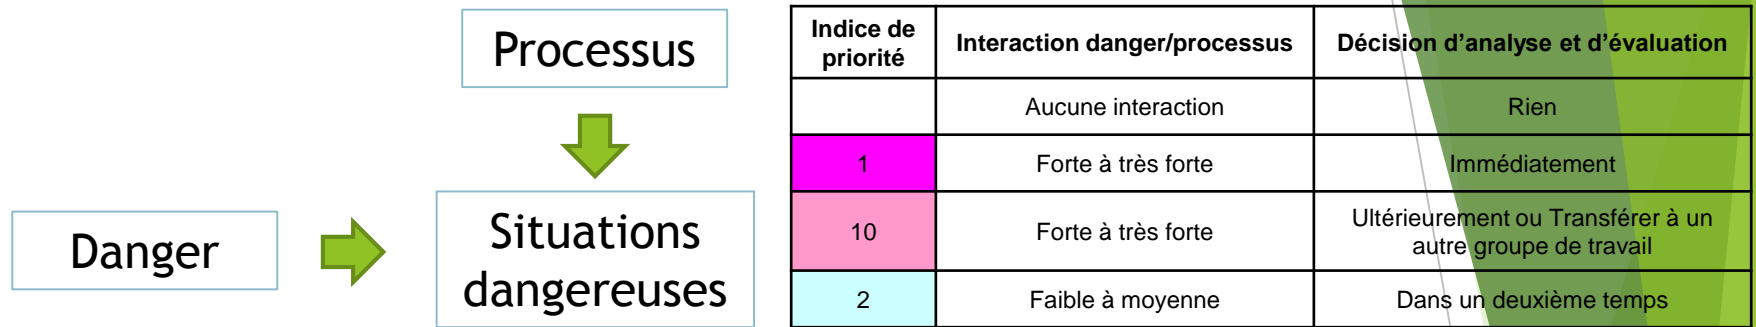 Processus
Danger
Situations
dangereuses
Indice de
priorité
Interaction danger/processus
Décision d'analyse et d'évaluation
Aucune interaction
Rien
1
Forte à très forte
Immédiatement
10
Forte à très forte
Ultérieurement ou Transférer à un
autre groupe de travail
2
Faible à moyenne
Dans un deuxième temps